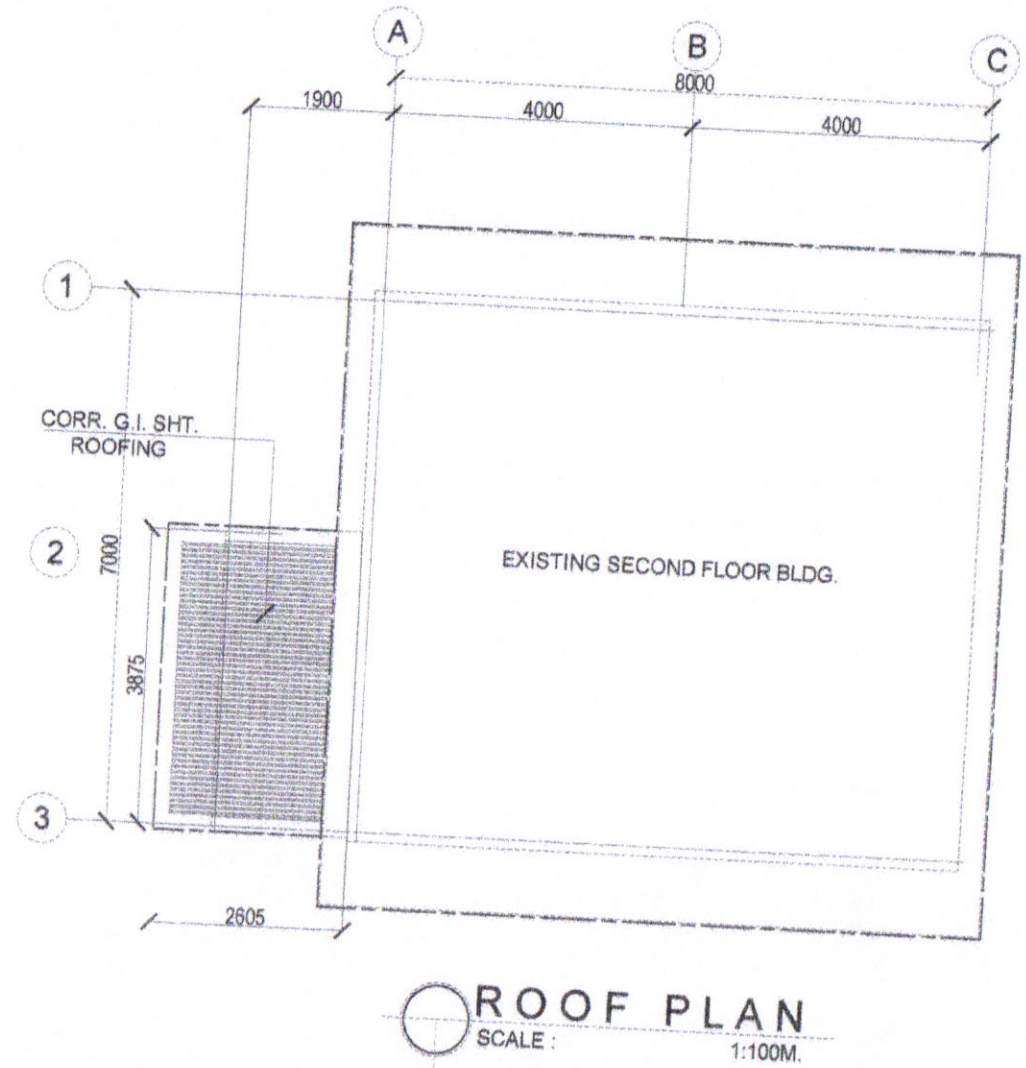 A
B
C
8000
1900
4000
4000
1
CORR. G.I. SHT.
ROOFING
2
7000
EXISTING SECOND FLOOR BLDG.
3875
3
2605
ROOF PLAN
SCALE :
1:100M.